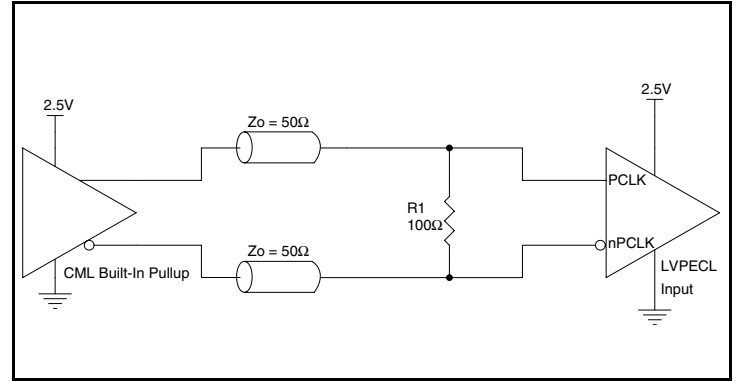 2.5V
2.5V
Zo = 50Ω
PCLK
R1
100Ω
nPCLK
Zo = 50Ω
CML Built-In Pullup
LVPECL
Input